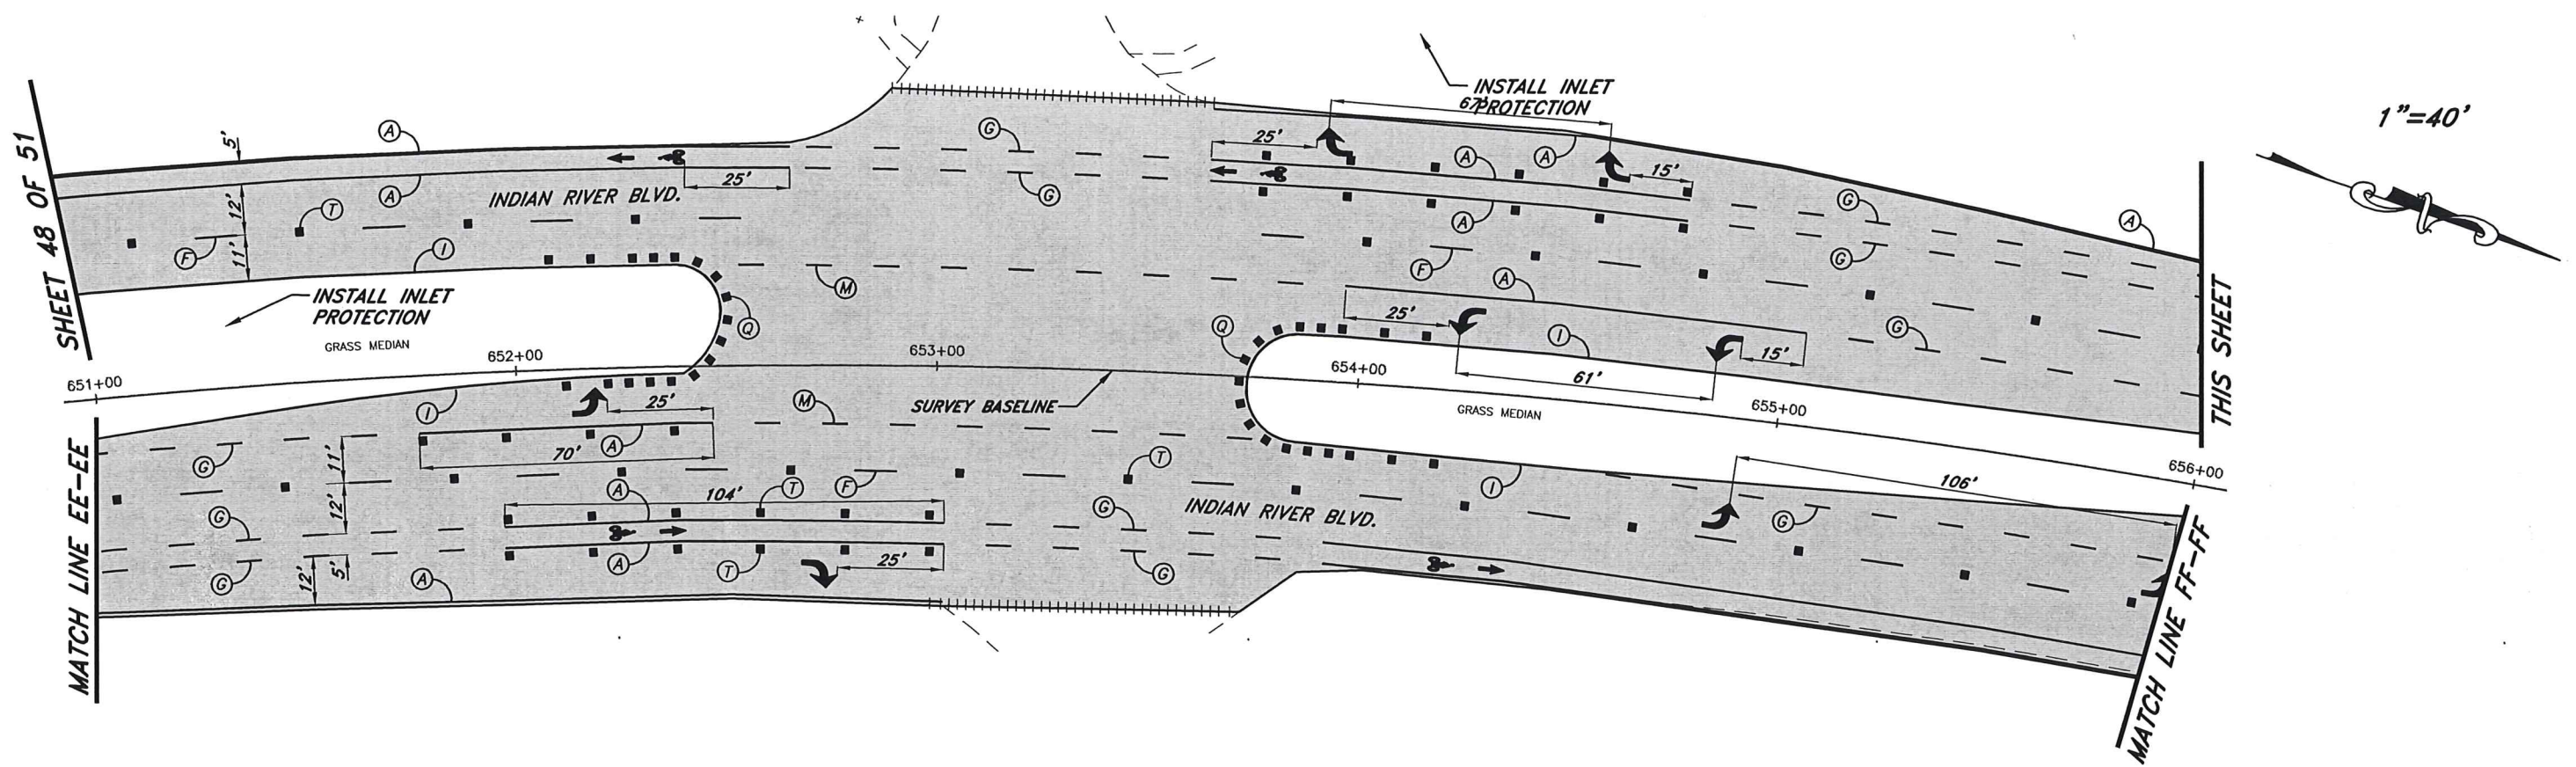 INSTALL INLET
PROTECTION
67'
1"=40'
SHEET 48 OF 51
5'
A
A
G
G
25'
A
A
15'
25'
INDIAN RIVER BLVD.
12'
T
F
11'
I
A
G
G
A
F
A
M
INSTALL INLET
PROTECTION
GRASS MEDIAN
Q
Q
25'
I
15'
G
THIS SHEET
651+00
652+00
653+00
654+00
655+00
656+00
61'
GRASS MEDIAN
SURVEY BASELINE
I
25'
M
A
70'
G
11'
12'
G
G
12'
5'
A
A
104'
T
F
A
T
25'
T
G
INDIAN RIVER BLVD.
G
I
106'
G
MATCH LINE EE-EE
MATCH LINE FF-FF